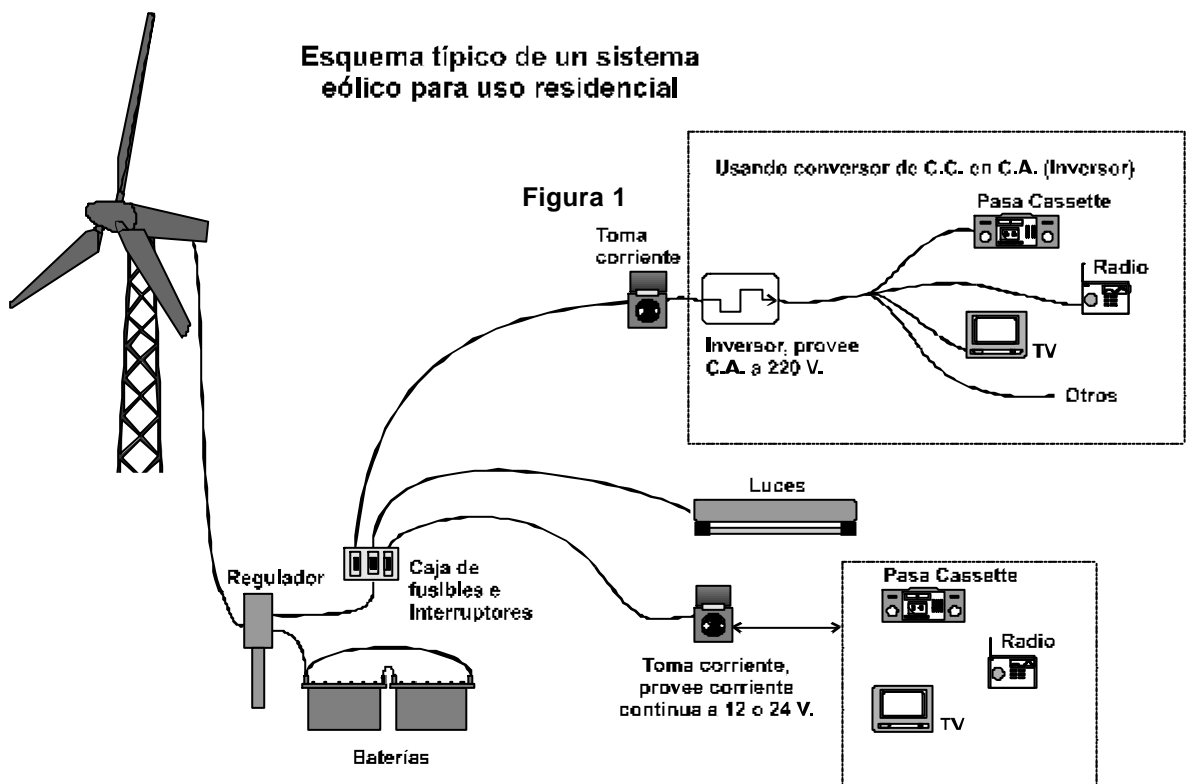 Esquema típico de un sistema
eólico para uso residencial
Figura 1
Usando conversor de C.C. en C.A. (Inversor)
Pasa Cassette
Toma
corriente
Radio
Inversor, provee
C.A. a 220 V.
TV
Otros
Luces
Regulador
Caja de
fusibles e
Interruptores
Pasa Cassette
Radio
Toma corriente,
provee corriente
continua a 12 o 24 V.
TV
Baterías